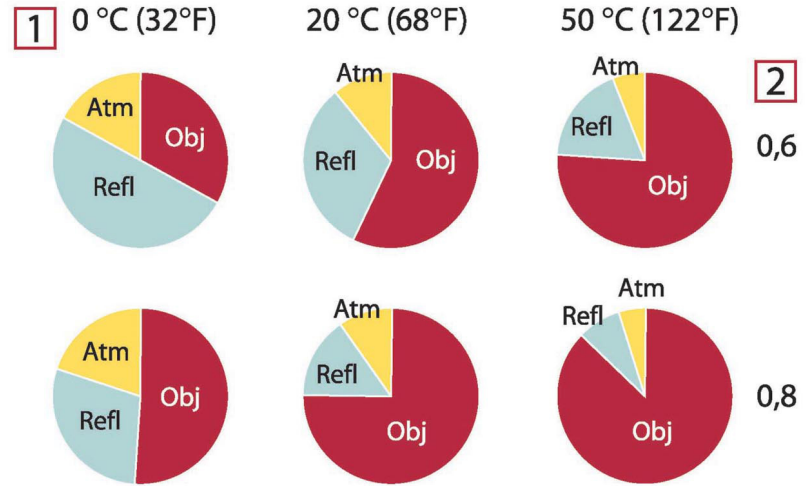 1 0 °C (32°F) 20 °C (68°F) 50 °C (122°F)
2
0,6
Atm
Obj
Refl
Atm
Refl
Obj
Atm
Refl
Obj
0,8
Atm
Obj
Refl
Atm
Refl
Obj
Atm
Refl
Obj